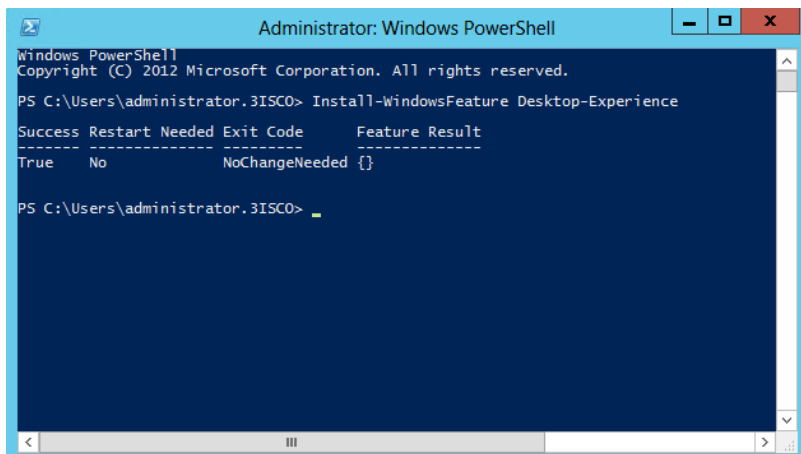 Administrator: Windows PowerShell
Windows PowerShell
Copyright (C) 2012 Microsoft Corporation. All rights reserved.
PS C:\Users\administrator.3ISCO> Install-WindowsFeature Desktop-Experience
Success Restart Needed Exit Code      Feature Result
------- -------------- ---------      --------------
True    No             NoChangeNeeded {}
PS C:\Users\administrator.3ISCO>